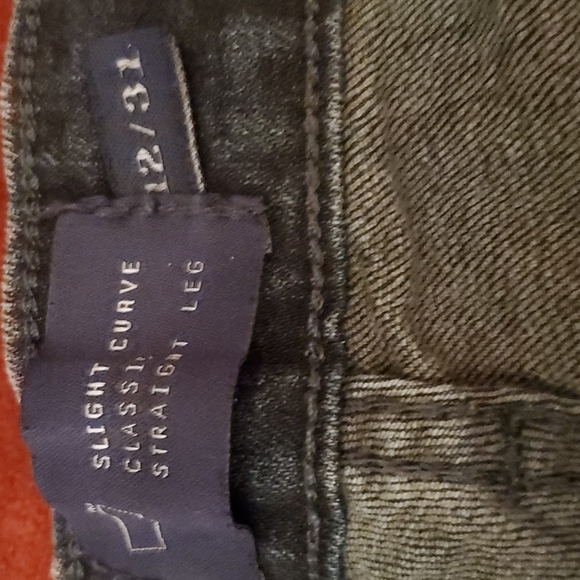 12/31
SLIGHT CURVE
CLASSIC
STRAIGHT LEG